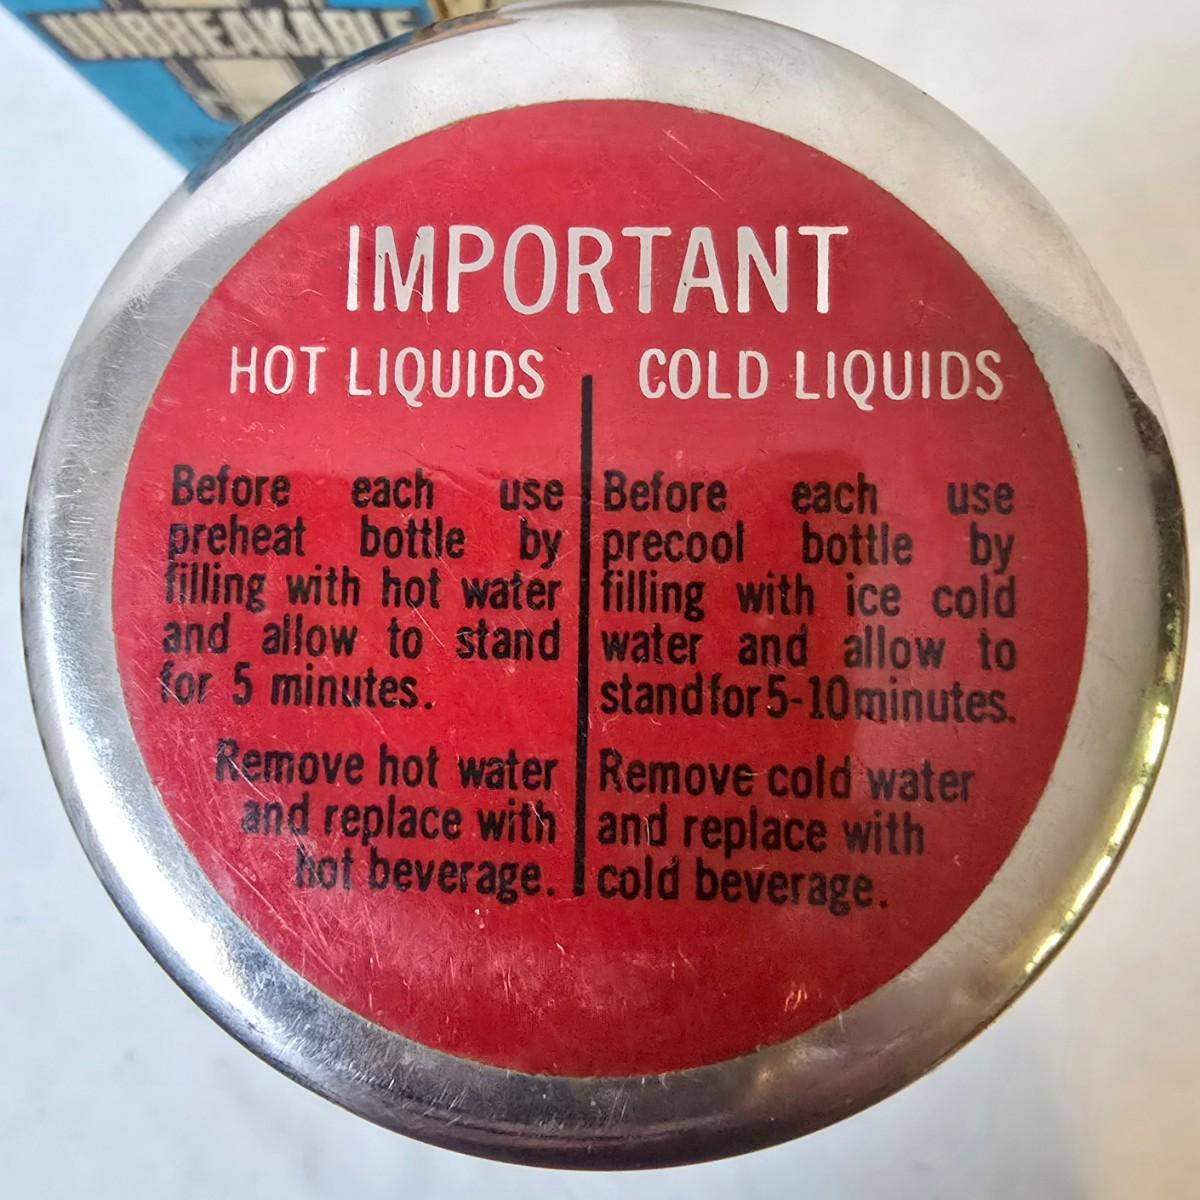 UNBREAKABLE
IMPORTANT
HOT LIQUIDS
Before each use
preheat bottle by
filling with hot water
and allow to stand
for 5 minutes.
Remove hot water
and replace with
hot beverage.
COLD LIQUIDS
Before each use
precool bottle by
filling with ice cold
water and allow to
stand for 5-10 minutes.
Remove cold water
and replace with
cold beverage.